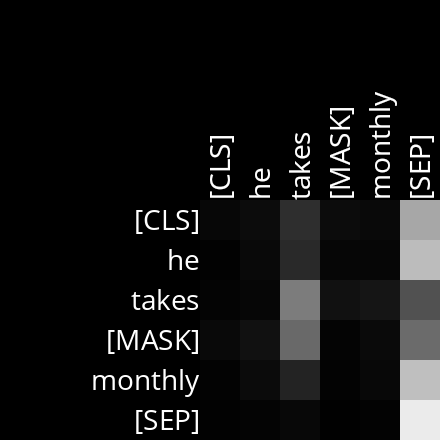 [CLS]
he
takes
[MASK]
monthly
[SEP]
[CLS]
he
takes
[MASK]
monthly
[SEP]